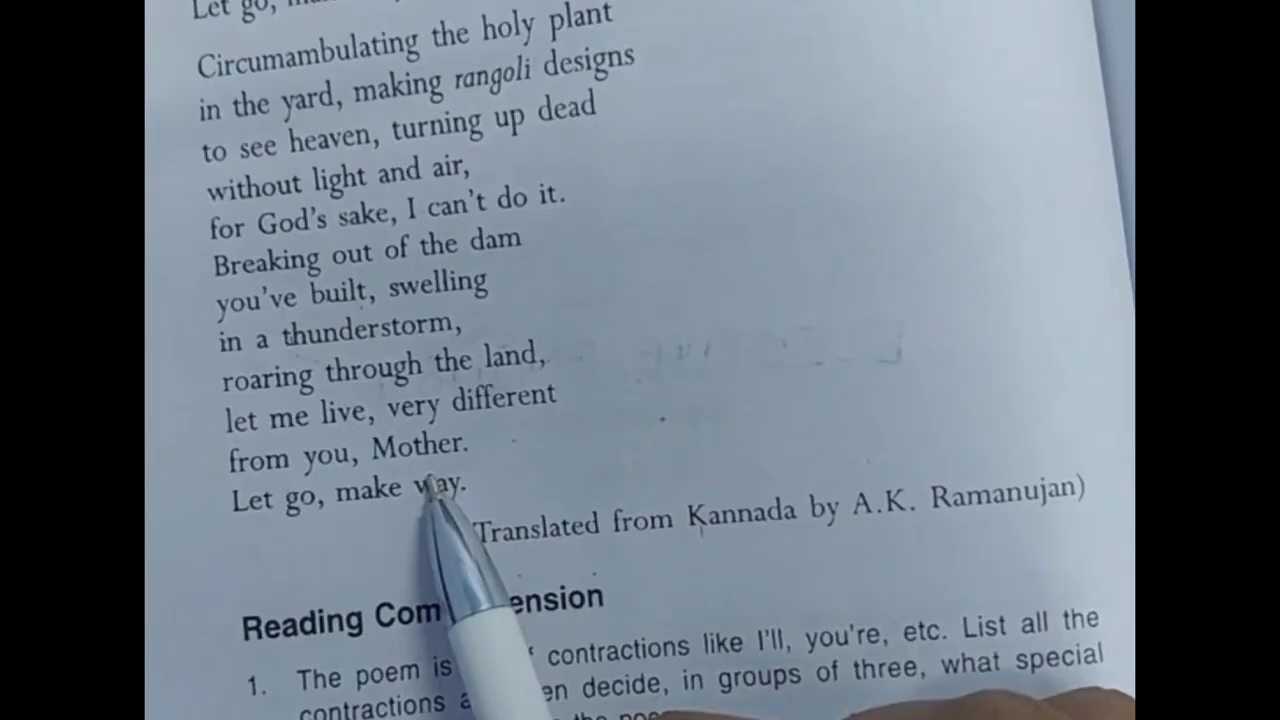 Let go,
Circumambulating the holy plant
in the yard, making rangoli designs
to see heaven, turning up dead
without light and air,
for God's sake, I can't do it.
Breaking out of the dam
you've built, swelling
in a thunderstorm,
roaring through the land,
let me live, very different
from you, Mother.
Let go, make way.
Translated from Kannada by A.K. Ramanujan)
Reading Com ension
1. The poem is contractions like I'll, you're, etc. List all the
contractions a en decide, in groups of three, what special
the